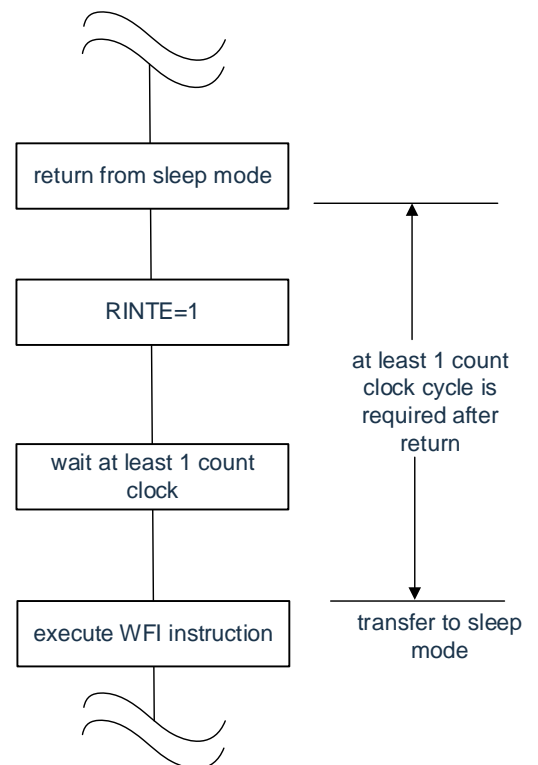 return from sleep mode
RINTE=1
at least 1 count
clock cycle is
required after
return
wait at least 1 count
clock
execute WFI instruction
transfer to sleep
mode